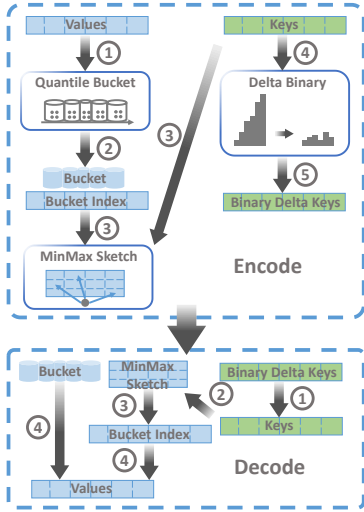 Values
Keys
1
4
Quantile Bucket
Delta Binary
2
3
5
Bucket
Bucket Index
Binary Delta Keys
3
MinMax Sketch
Encode
Bucket
MinMax
Sketch
Binary Delta Keys
3
2
1
4
Bucket Index
Keys
4
Values
Decode